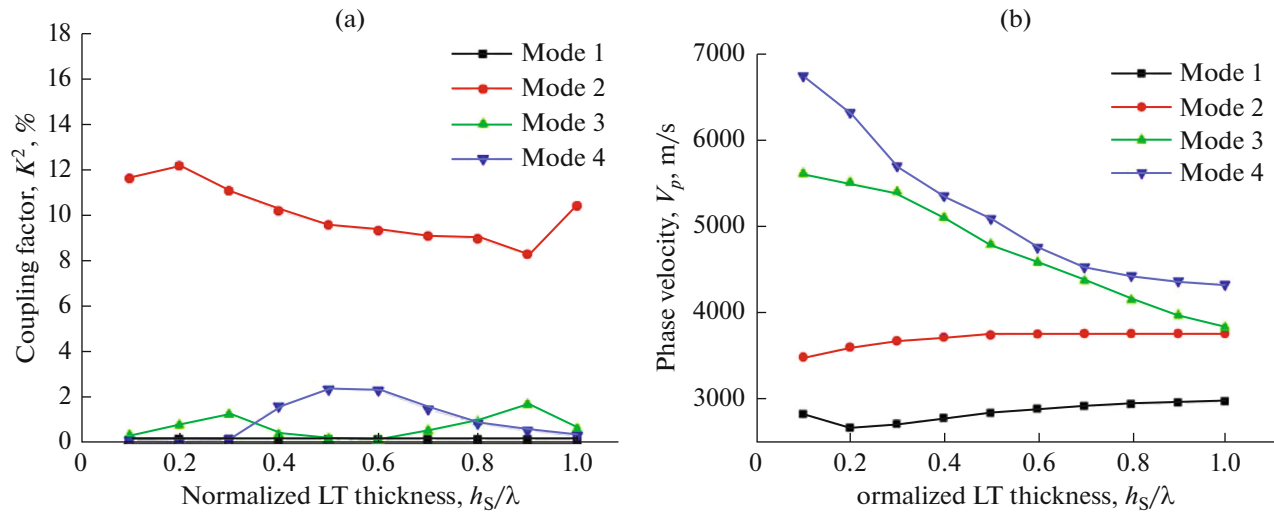 (a)
18
16
14
12
10
8
6
4
2
0
0
0.2
0.4
0.6
0.8
1.0
Coupling factor, K², %
Normalized LT thickness, hS/λ
Mode 1
Mode 2
Mode 3
Mode 4
(b)
7000
6000
5000
4000
3000
0
0.2
0.4
0.6
0.8
1.0
Phase velocity, Vp, m/s
ormalized LT thickness, hS/λ
Mode 1
Mode 2
Mode 3
Mode 4